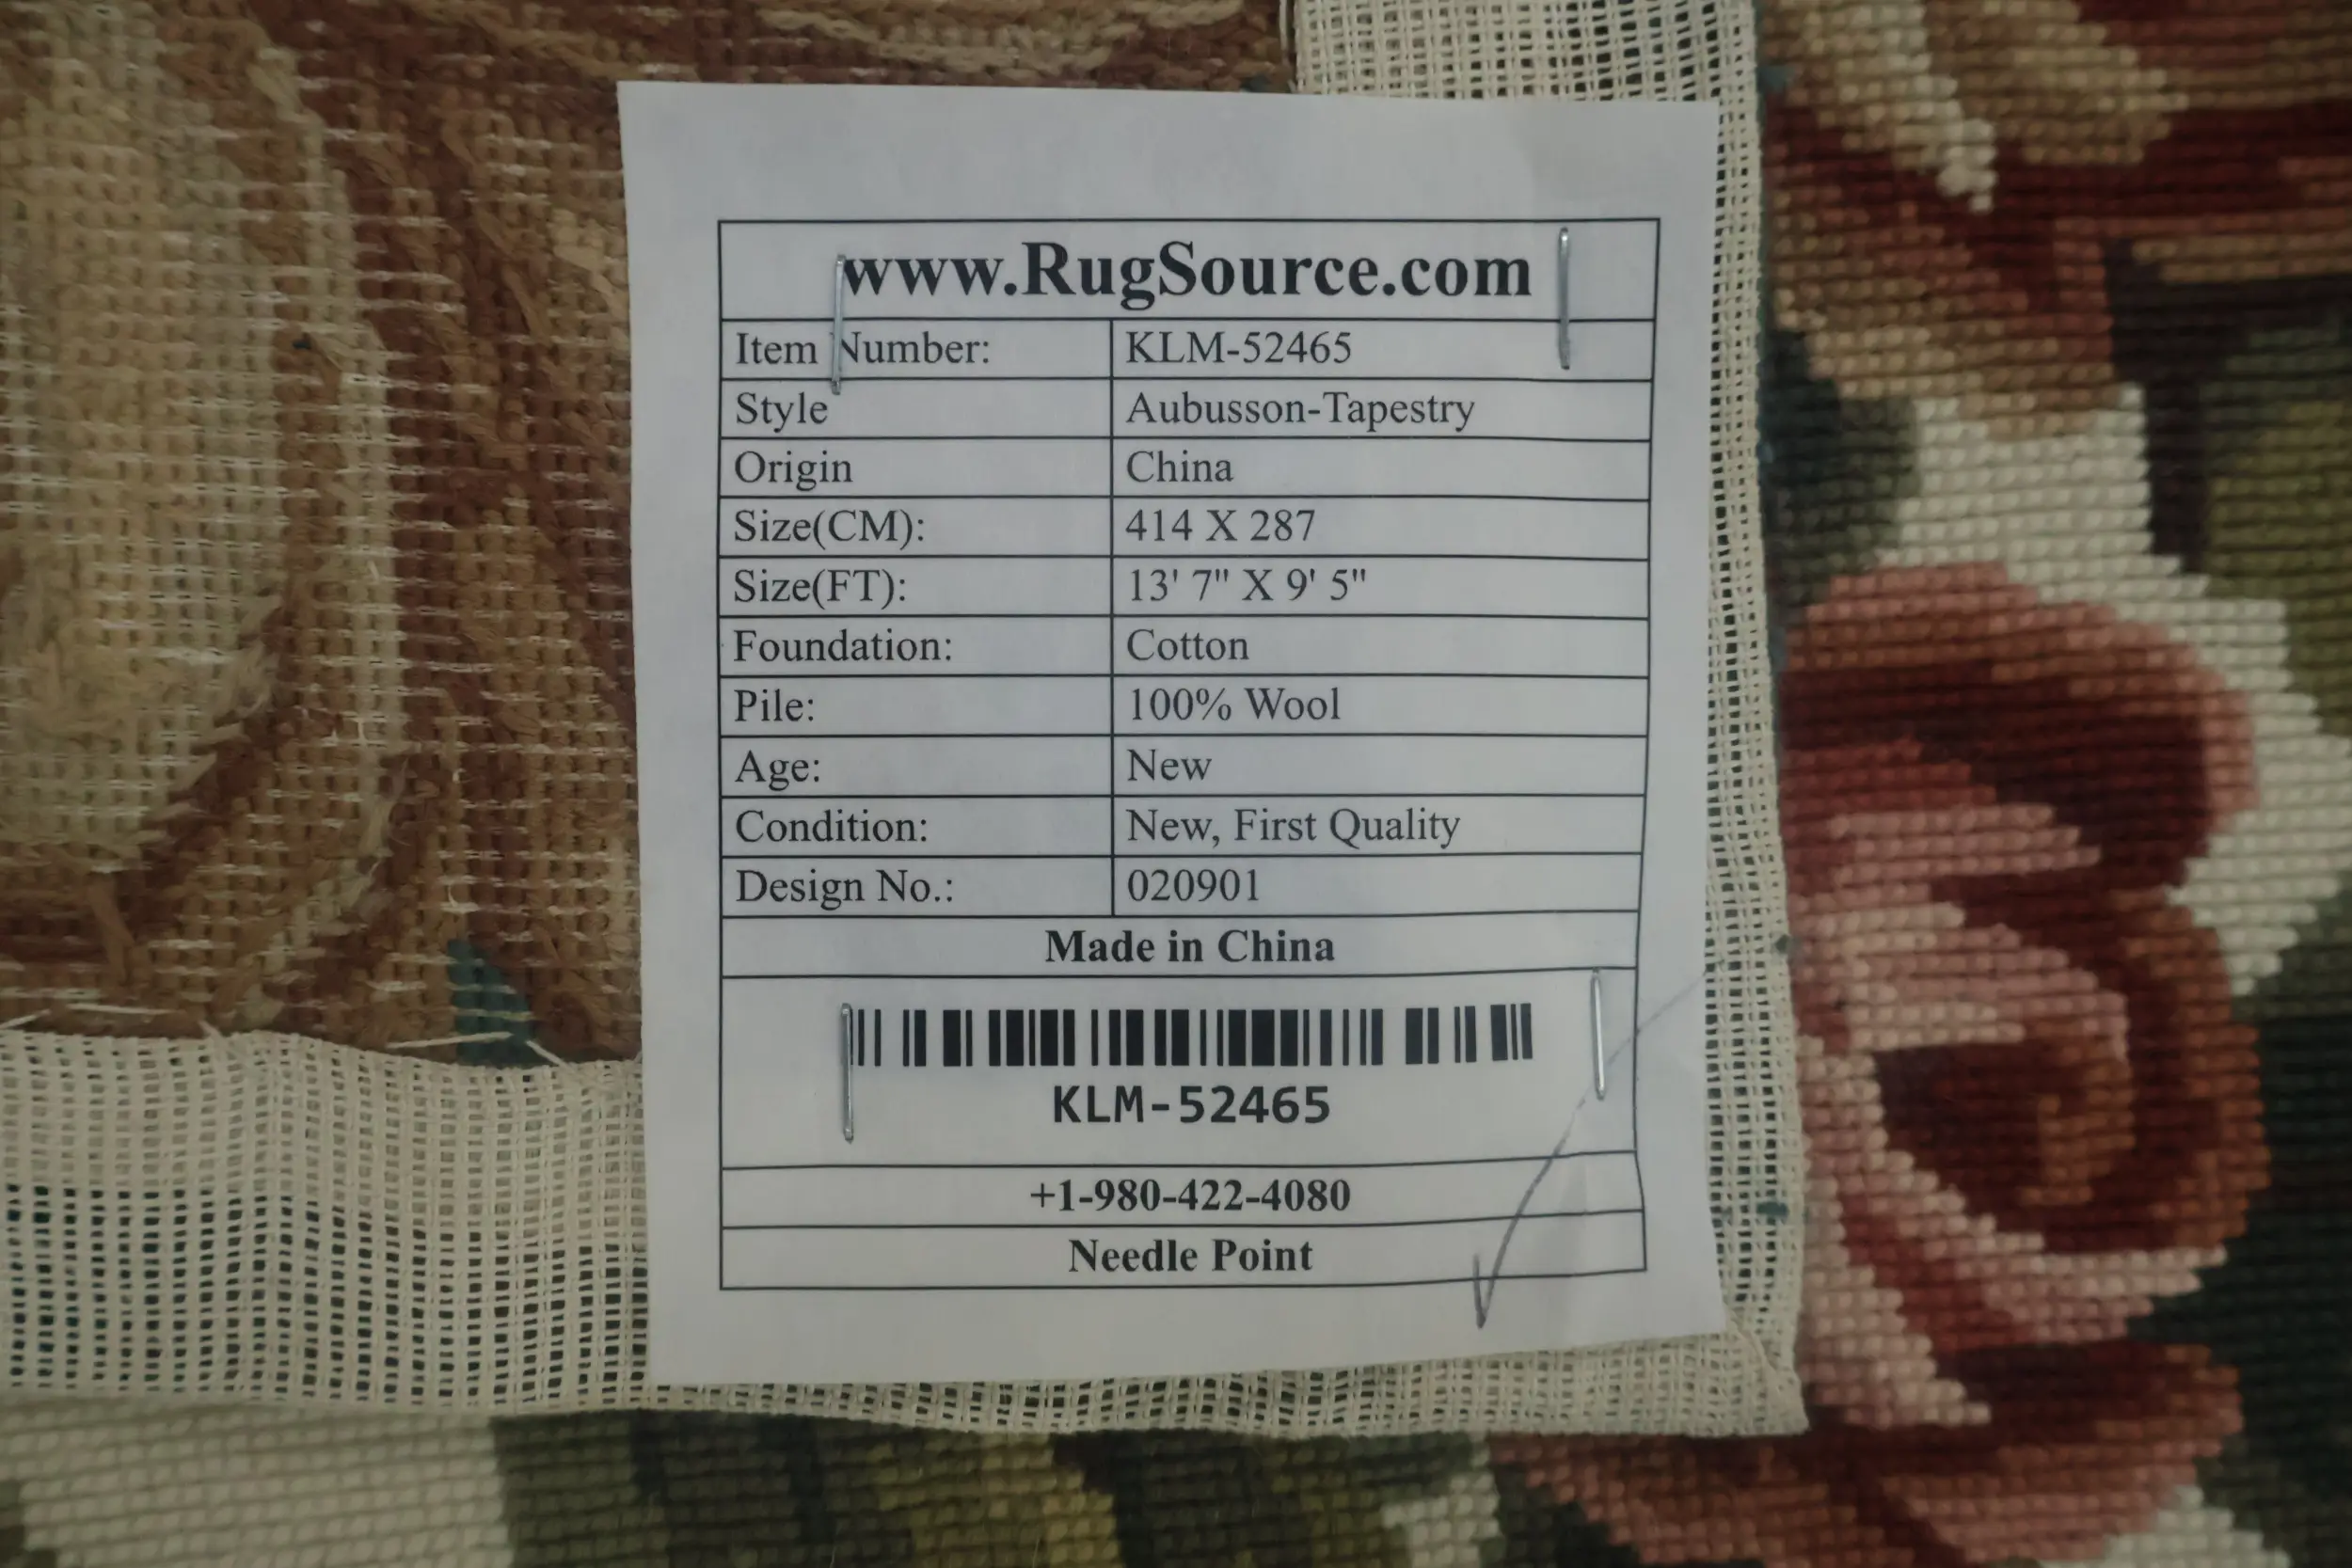 www.RugSource.com
Item Number: KLM-52465
Style Aubusson-Tapestry
Origin China
Size(CM): 414 X 287
Size(FT): 13' 7" X 9' 5"
Foundation: Cotton
Pile: 100% Wool
Age: New
Condition: New, First Quality
Design No.: 020901
Made in China
KLM-52465
+1-980-422-4080
Needle Point